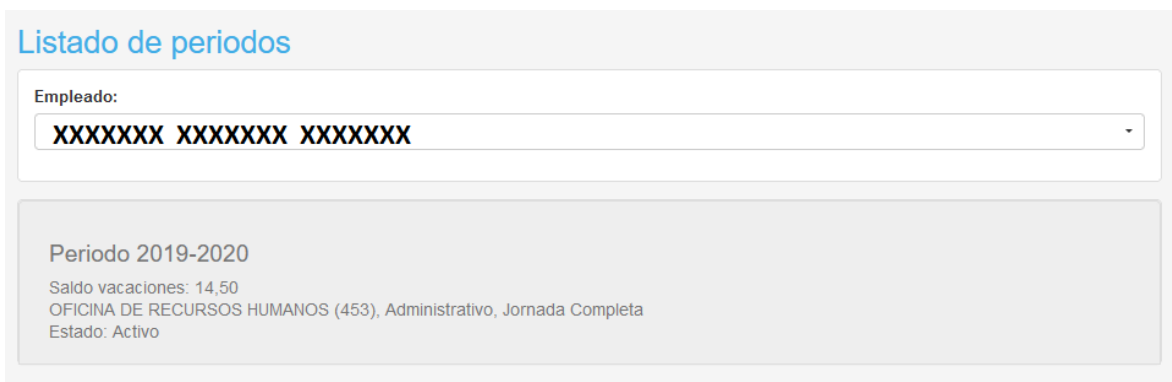 Listado de periodos
Empleado:
XXXXXXX XXXXXXX XXXXXXX
Periodo 2019-2020
Saldo vacaciones: 14,50
OFICINA DE RECURSOS HUMANOS (453), Administrativo, Jornada Completa
Estado: Activo